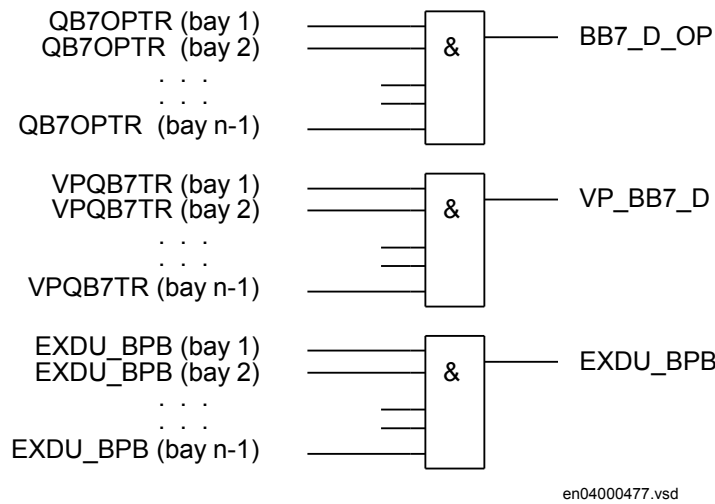 QB7OPTR (bay 1)
QB7OPTR (bay 2)
. . .
. . .
QB7OPTR (bay n-1)
&
BB7_D_OP
VPQB7TR (bay 1)
VPQB7TR (bay 2)
. . .
. . .
VPQB7TR (bay n-1)
&
VP_BB7_D
EXDU_BPB (bay 1)
EXDU_BPB (bay 2)
. . .
. . .
EXDU_BPB (bay n-1)
&
EXDU_BPB
en04000477.vsd